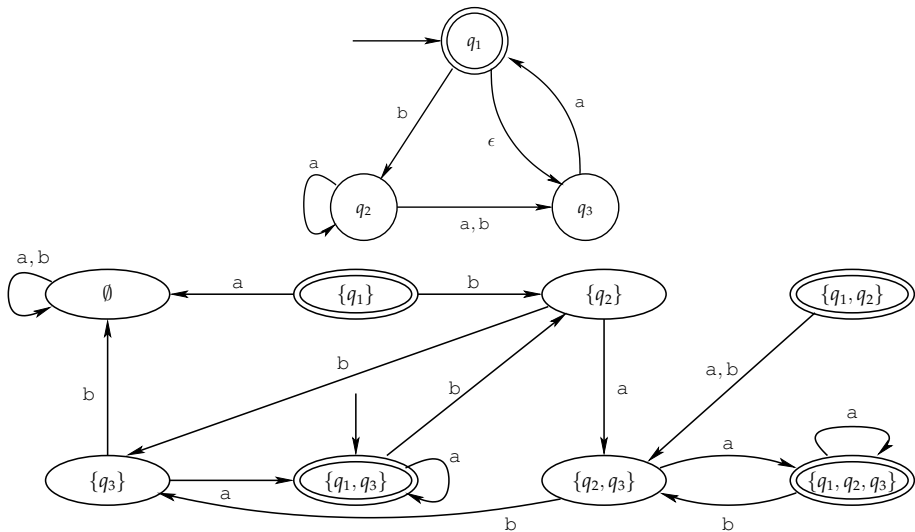 q₁
b
a
ϵ
a
q₂
q₃
a,b
a,b
∅
a
{q₁}
b
{q₂}
{q₁, q₂}
b
b
b
a
a,b
a
a
a
{q₃}
{q₁, q₃}
{q₂, q₃}
{q₁, q₂, q₃}
a
b
b